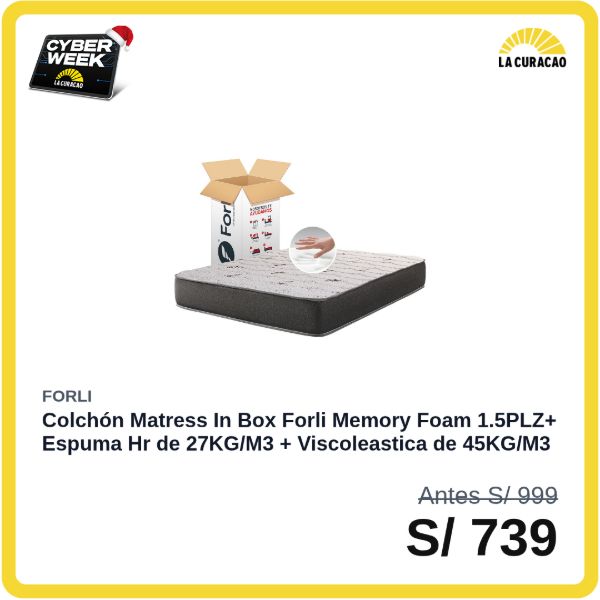 CYBER
WEEK
LA CURACAO
LA CURACAO
Forli
FORLI
Colchón Matress In Box Forli Memory Foam 1.5PLZ+
Espuma Hr de 27KG/M3 + Viscoleastica de 45KG/M3
Antes S/ 999
S/ 739